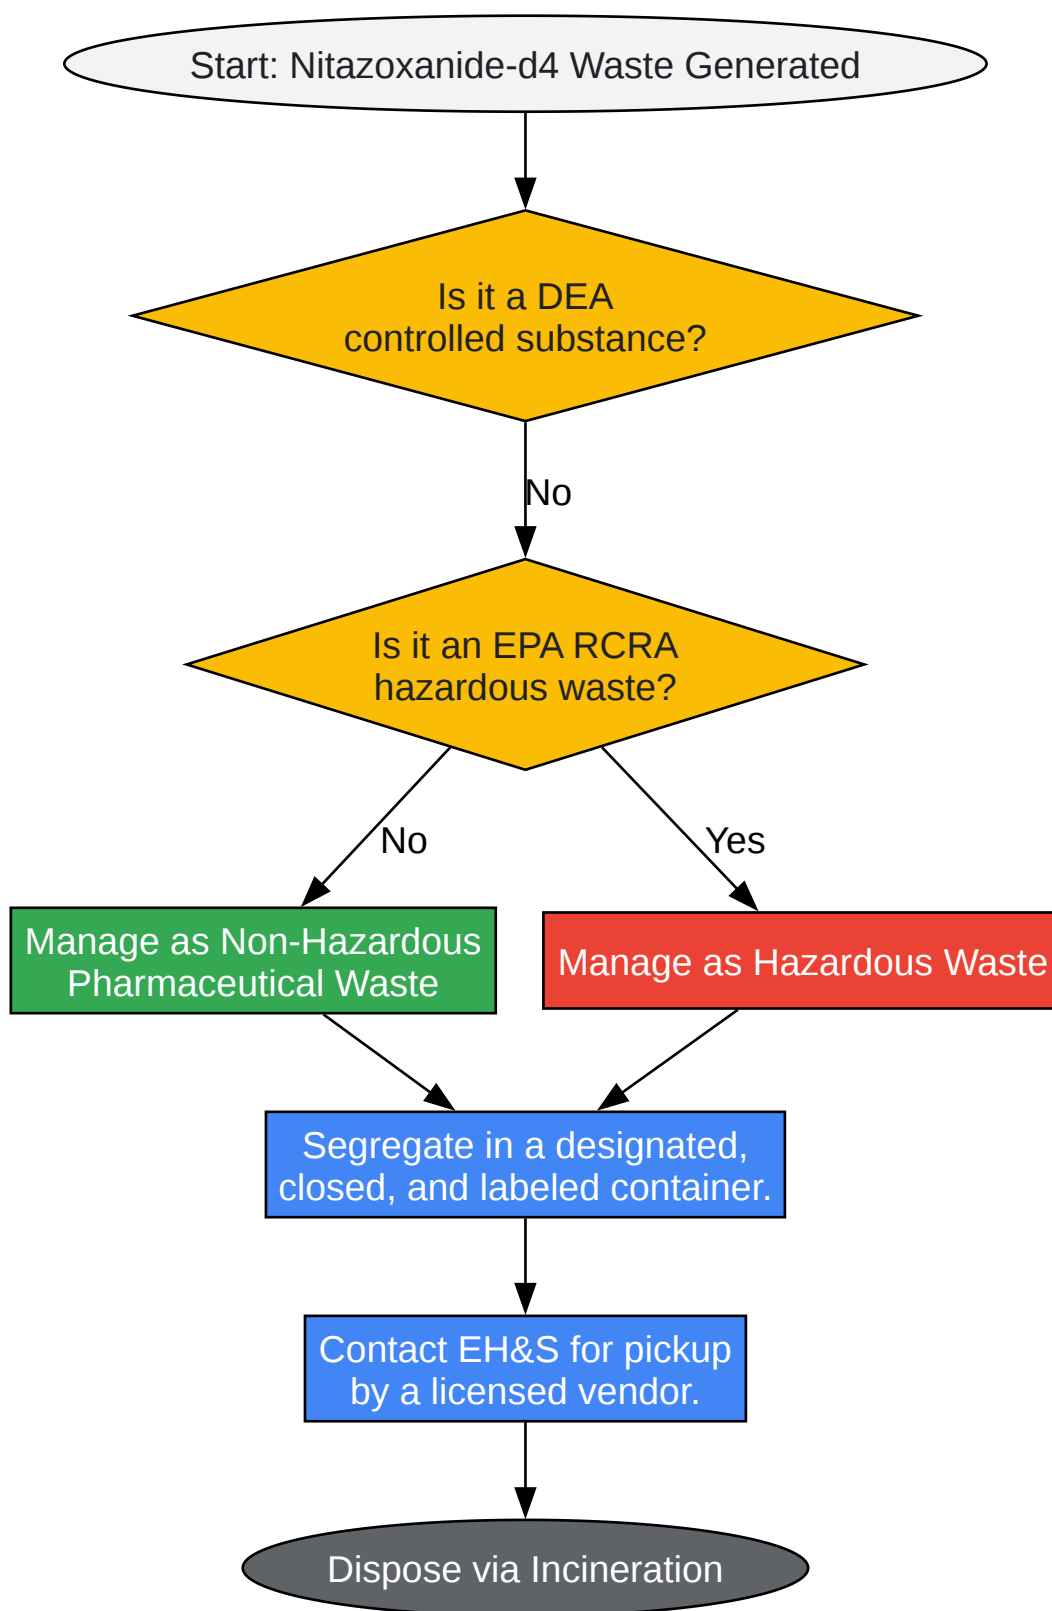 Start: Nitazoxanide-d4 Waste Generated
Is it a DEA
controlled substance?
No
Is it an EPA RCRA
hazardous waste?
No
Yes
Manage as Non-Hazardous
Pharmaceutical Waste
Manage as Hazardous Waste
Segregate in a designated,
closed, and labeled container.
Contact EH&S for pickup
by a licensed vendor.
Dispose via Incineration